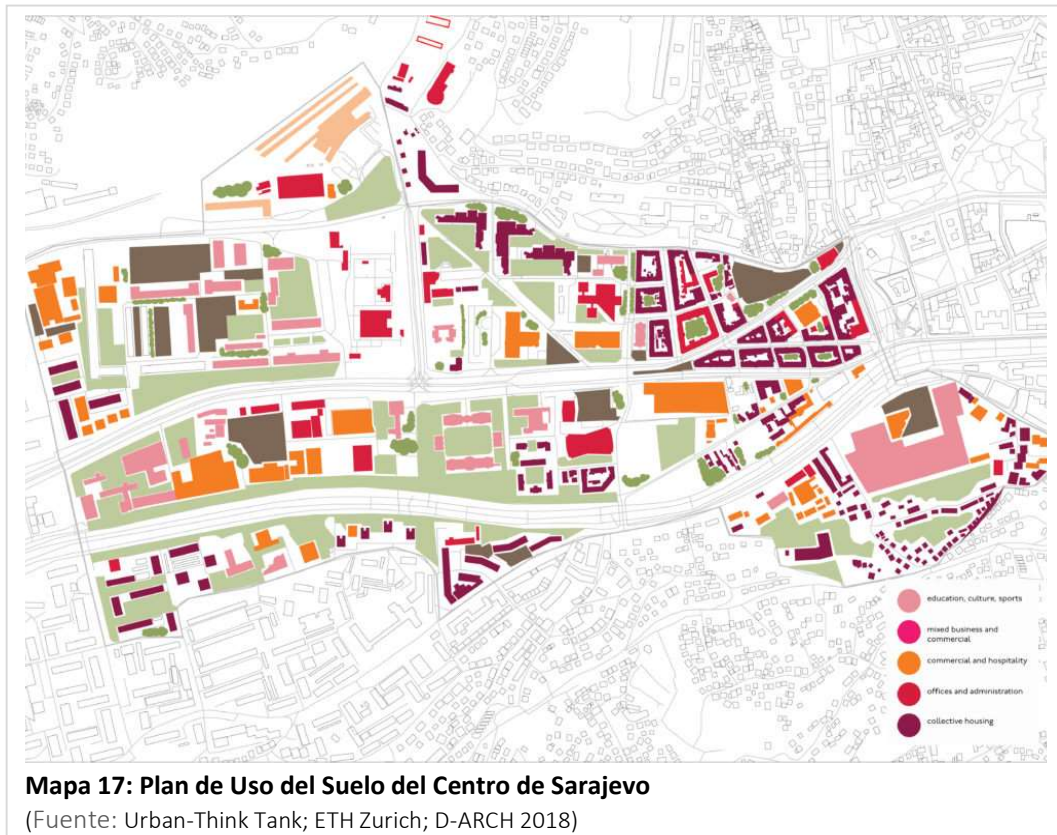 education, culture, sports
mixed business and
commercial
commercial and hospitality
offices and administration
collective housing
Mapa 17: Plan de Uso del Suelo del Centro de Sarajevo
(Fuente: Urban-Think Tank; ETH Zurich; D-ARCH 2018)